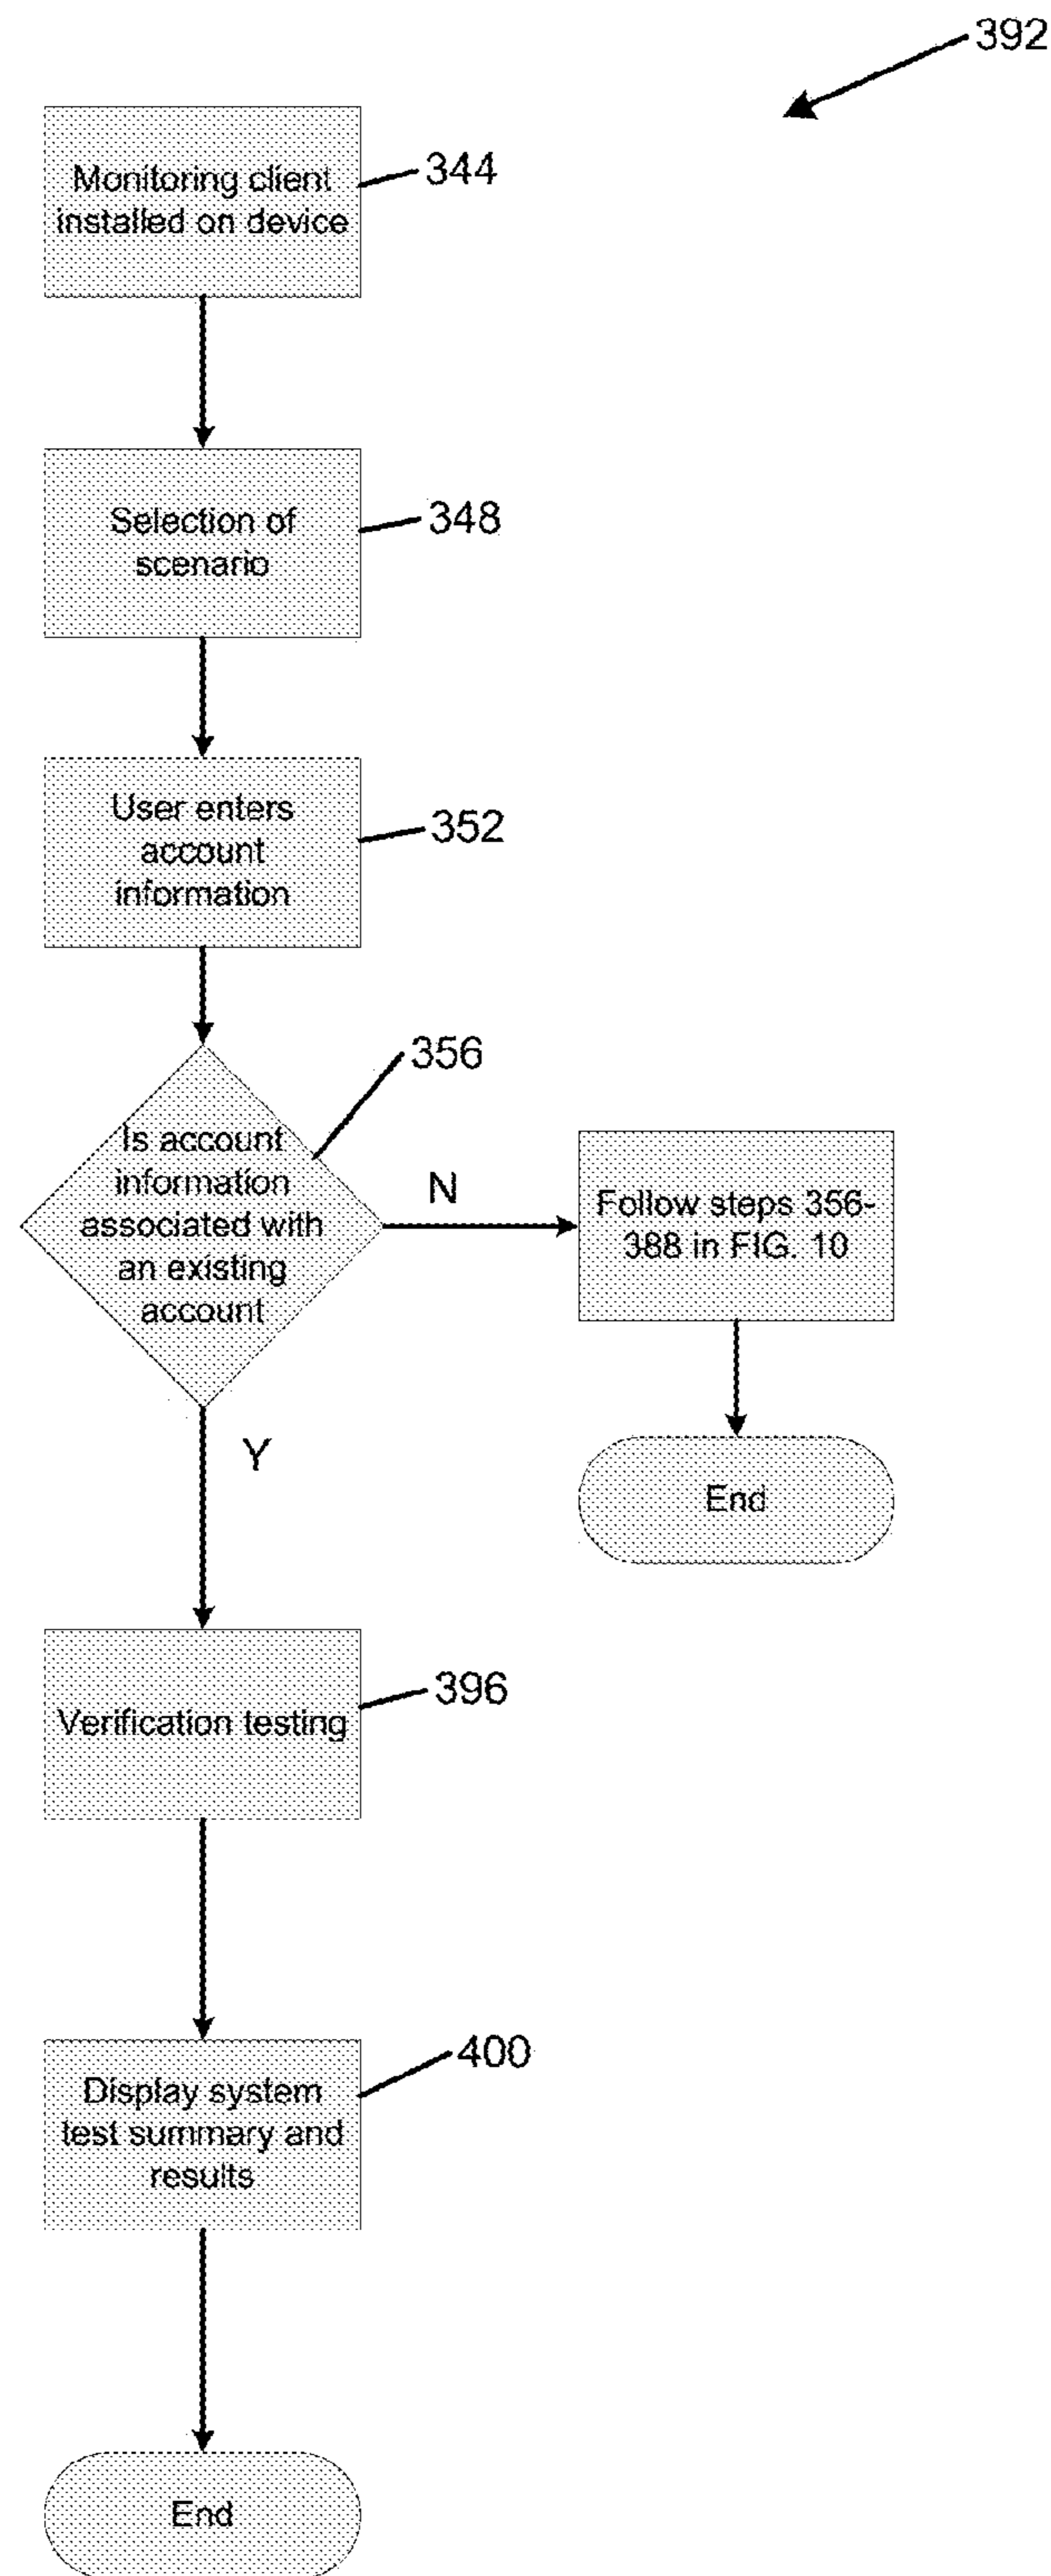 392
Monitoring client
installed on device
344
Selection of
scenario
348
User enters
account
information
352
356
Is account
information
associated with
an existing
account
N
Follow steps 356-
388 in FIG. 10
Y
End
Verification testing
396
Display system
test summary and
results
400
End